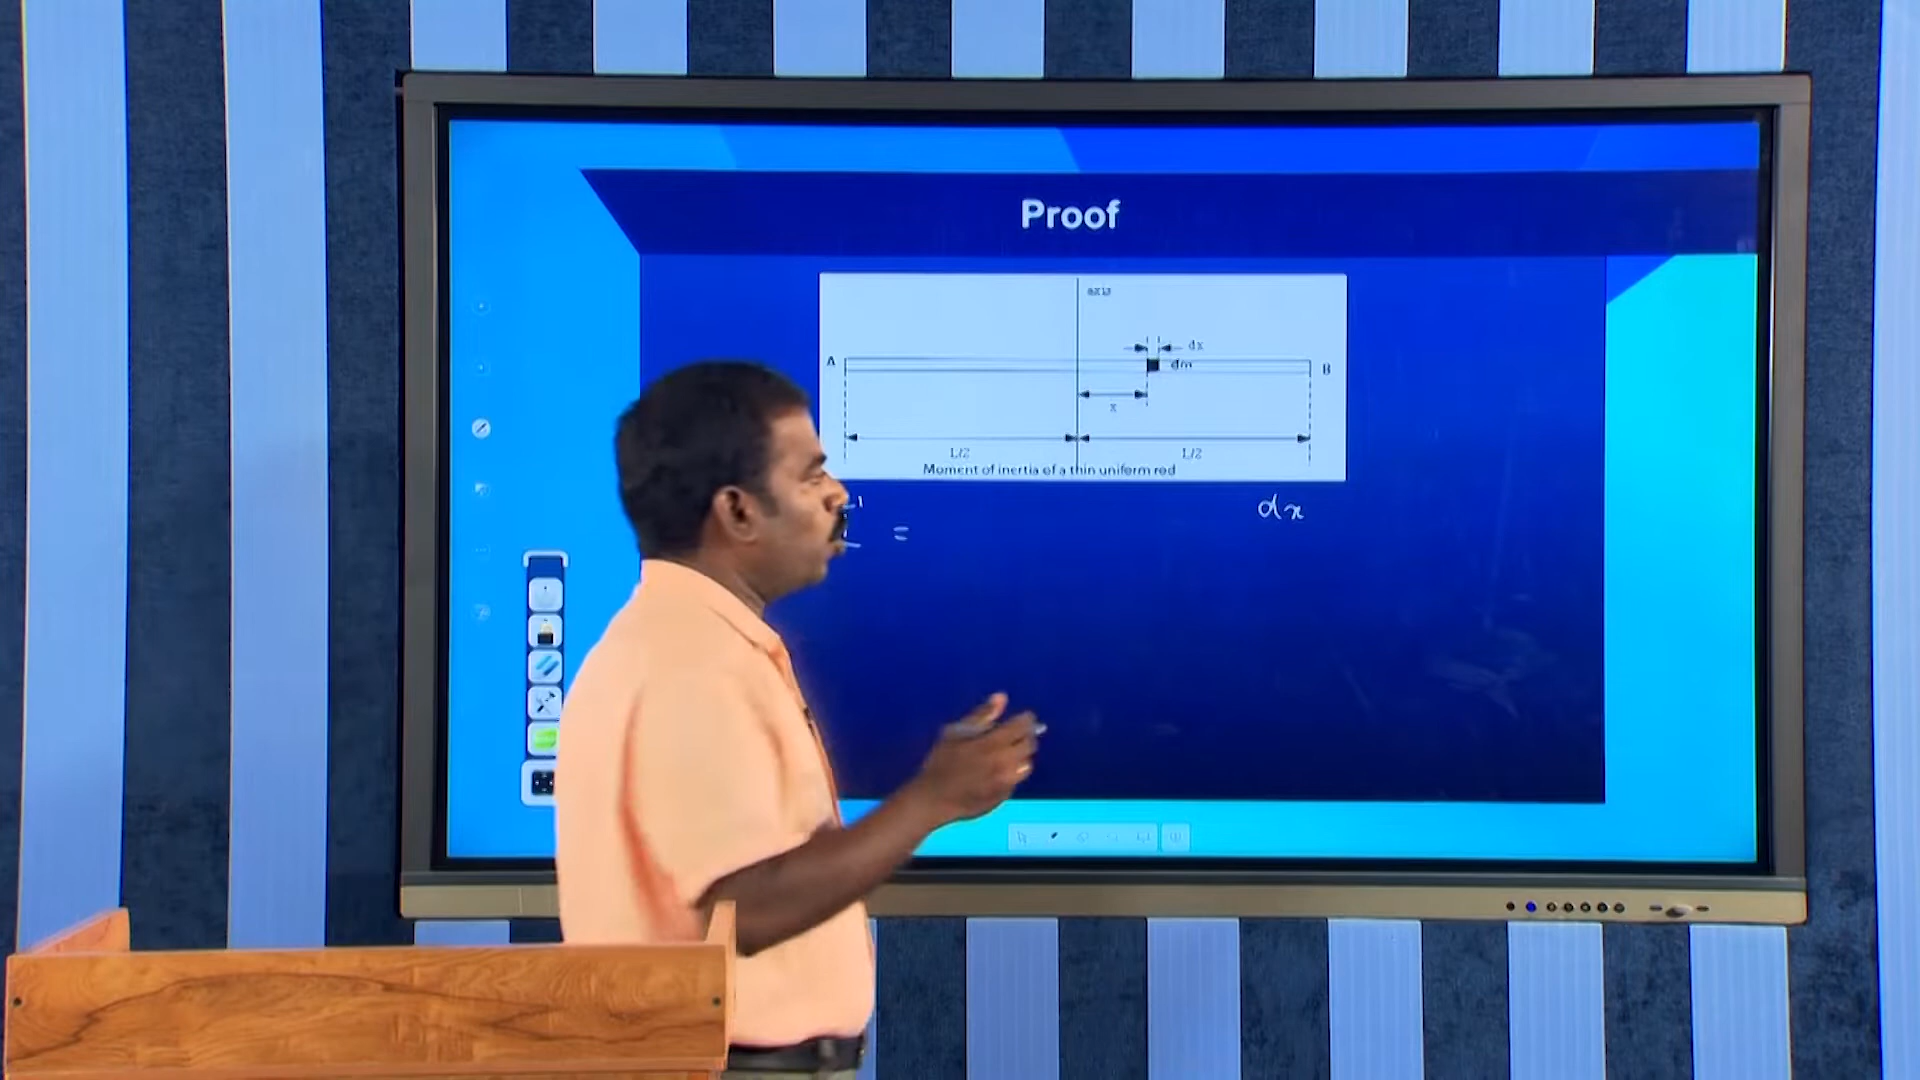 Proof
axis
dx
A
dm
B
x
L/2 L/2
Moment of inertia of a thin uniform rod
dx
=